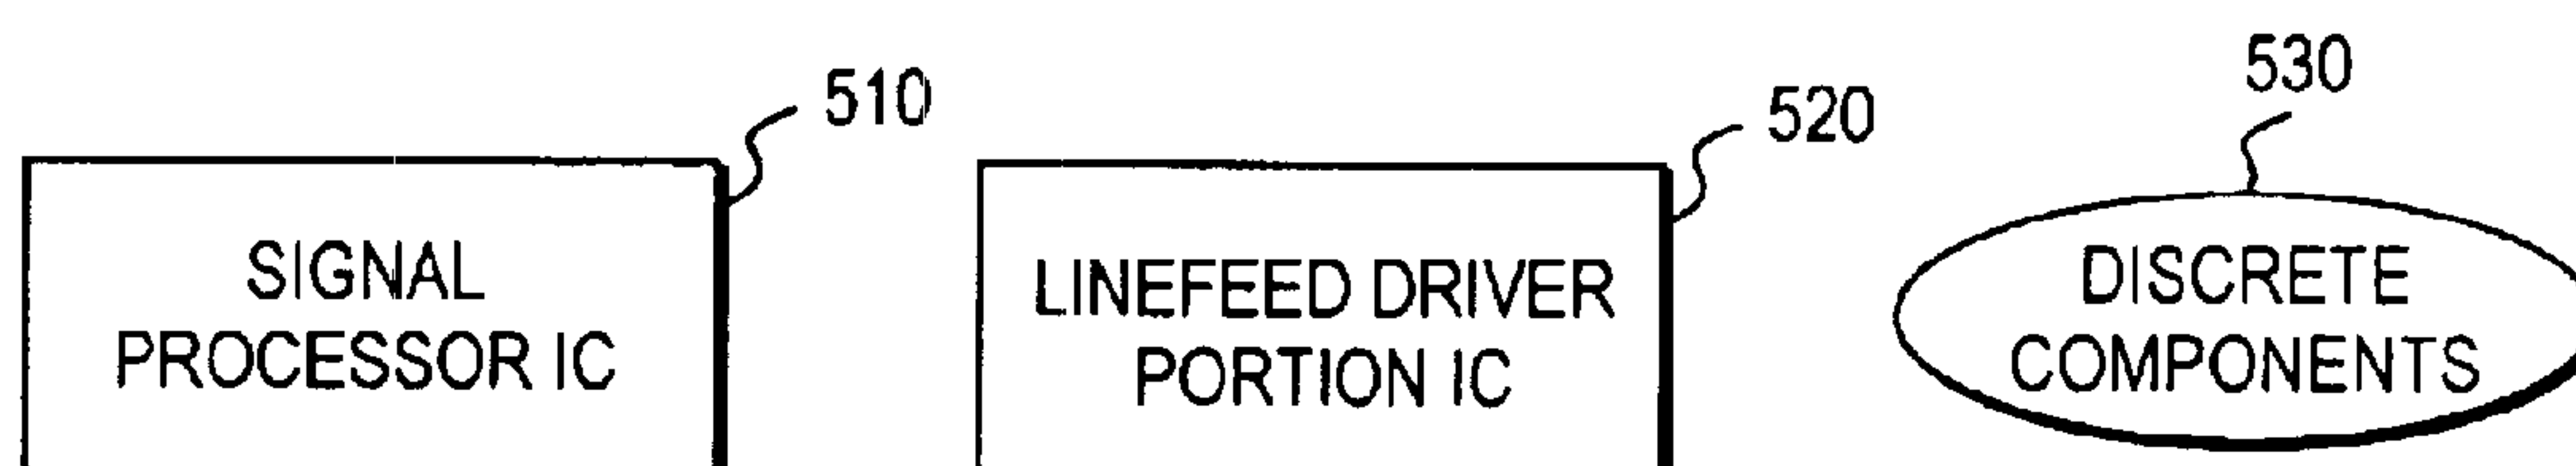 510
SIGNAL
PROCESSOR IC
520
LINEFEED DRIVER
PORTION IC
530
DISCRETE
COMPONENTS